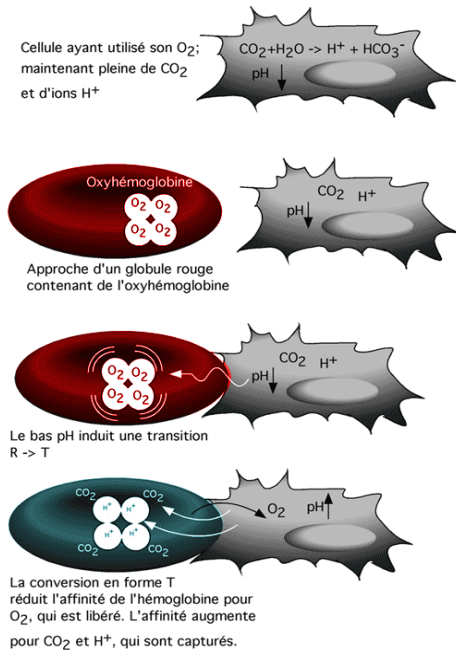 Cellule ayant utilisé son O₂;
maintenant pleine de CO₂
et d'ions H⁺
CO₂+H₂O -> H⁺ + HCO₃⁻
pH
Oxyhémoglobine
O₂ O₂
O₂ O₂
CO₂ H⁺
pH
Approche d'un globule rouge
contenant de l'oxyhémoglobine
O₂ O₂
O₂ O₂
CO₂ H⁺
pH
Le bas pH induit une transition
R -> T
CO₂ CO₂
H⁺ H⁺
H⁺ H⁺
CO₂ CO₂
O₂ pH
La conversion en forme T
réduit l'affinité de l'hémoglobine pour
O₂, qui est libéré. L'affinité augmente
pour CO₂ et H⁺, qui sont capturés.